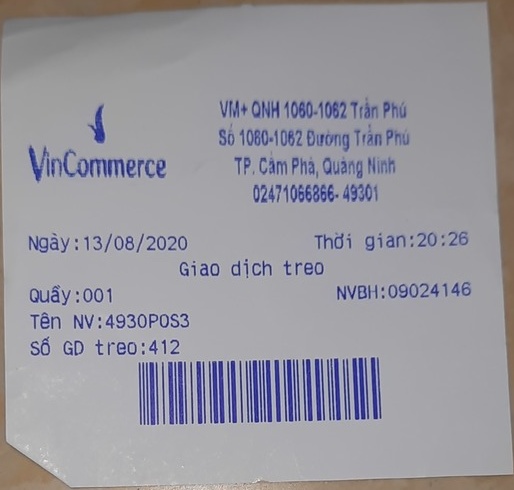 VinCommerce
VM+ QNH 1060-1062 Trần Phú
Số 1060-1062 Đường Trần Phú
TP. Cẩm Phả, Quảng Ninh
02471066866- 49301
Ngày:13/08/2020 Thời gian:20:26
Giao dịch treo
Quầy:001 NVBH:09024146
Tên NV:4930POS3
Số GD treo:412